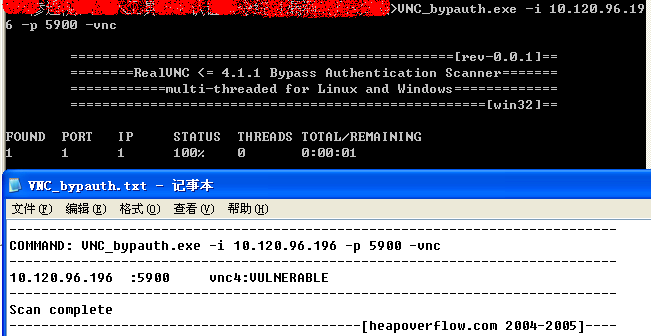 >VNC_bypauth.exe -i 10.120.96.19
6 -p 5900 -vnc
================================================[rev-0.0.1]==
========RealVNC <= 4.1.1 Bypass Authentication Scanner=======
============multi-threaded for Linux and Windows=============
====================================================[win32]==
FOUND PORT IP STATUS THREADS TOTAL/REMAINING
1 1 1 100% 0 0:00:01
VNC_bypauth.txt - 记事本
文件(F) 编辑(E) 格式(O) 查看(V) 帮助(H)
-----------------------------------------------------------------------------
COMMAND: VNC_bypauth.exe -i 10.120.96.196 -p 5900 -vnc
-----------------------------------------------------------------------------
10.120.96.196 :5900 vnc4:VULNERABLE
-----------------------------------------------------------------------------
Scan complete
--------------------------------------------[heapoverflow.com 2004-2005]----